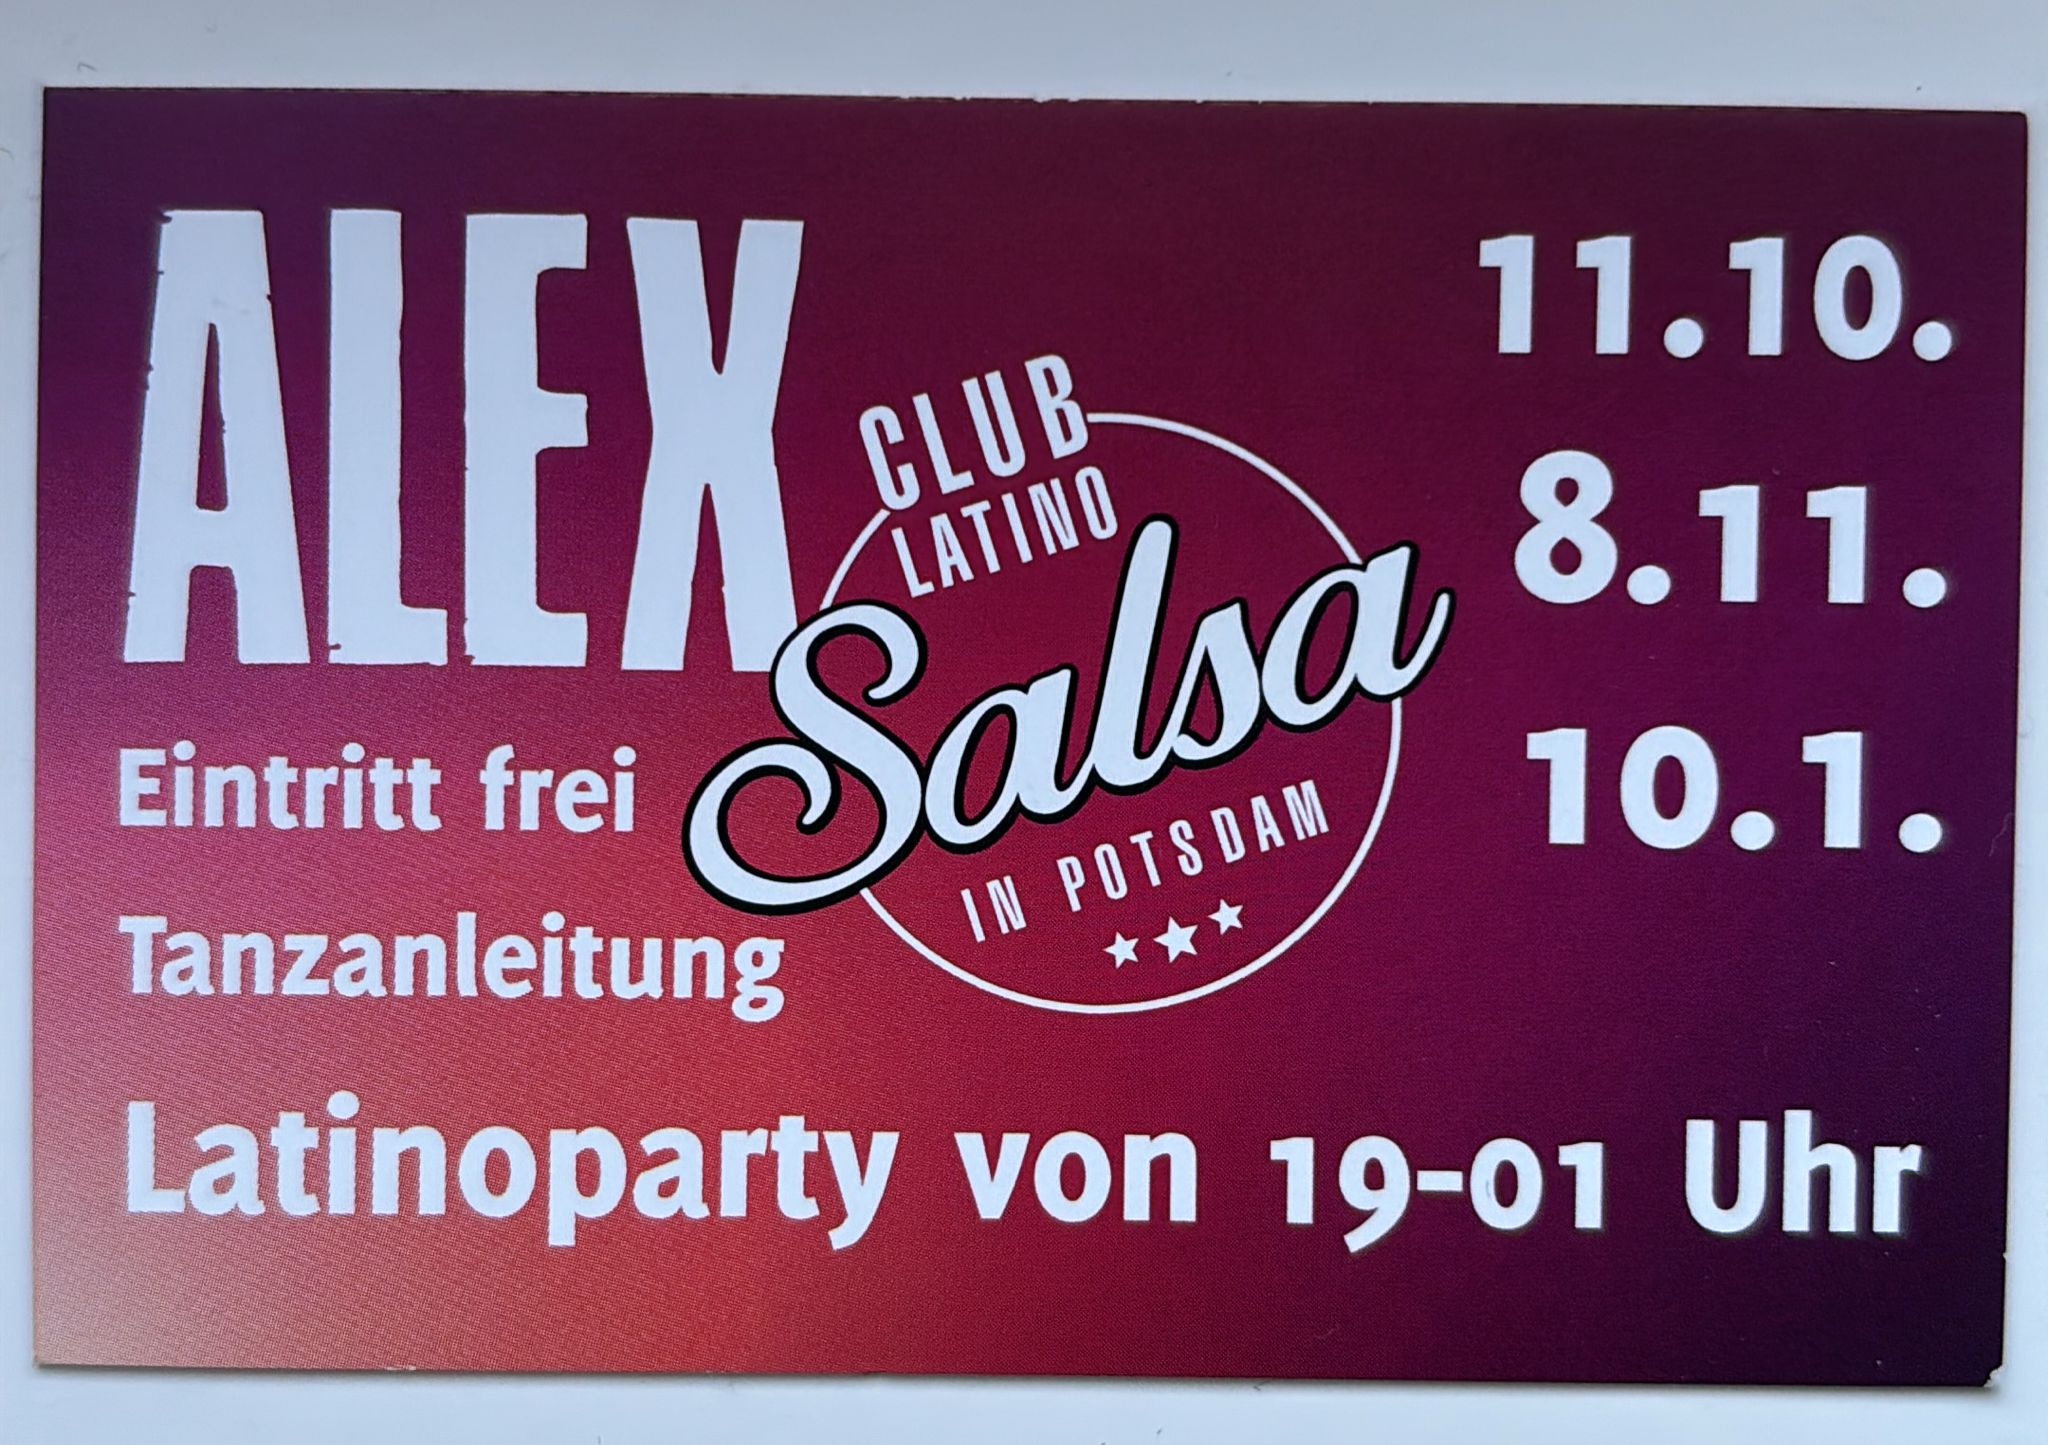 ALEX
CLUB
LATINO
Salsa
IN POTSDAM
11.10.
8.11.
10.1.
Eintritt frei
Tanzanleitung
Latinoparty von 19-01 Uhr